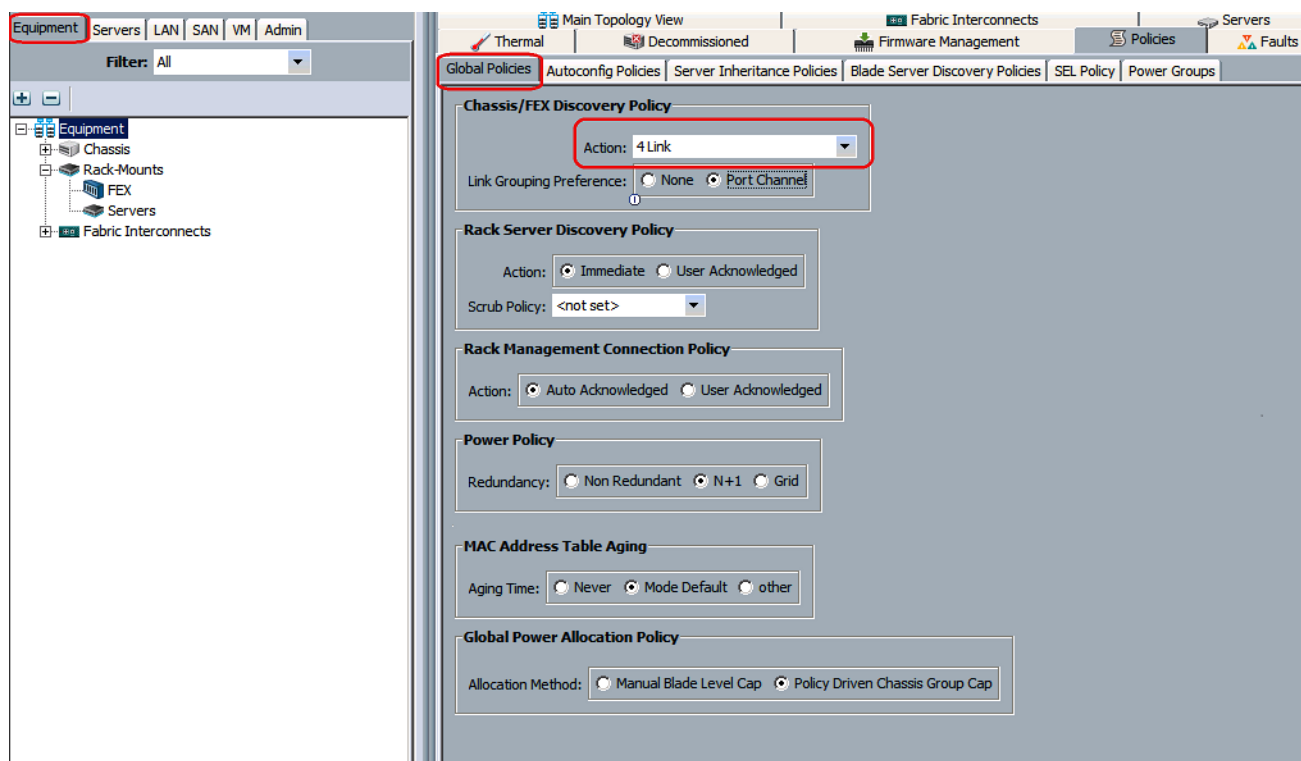 Equipment Servers LAN SAN VM Admin
Filter: All
Equipment
Chassis
Rack-Mounts
FEX
Servers
Fabric Interconnects
Main Topology View Fabric Interconnects Servers
Thermal Decommissioned Firmware Management Policies Faults
Global Policies Autoconfig Policies Server Inheritance Policies Blade Server Discovery Policies SEL Policy Power Groups
Chassis/FEX Discovery Policy
Action: 4 Link
Link Grouping Preference: None Port Channel
Rack Server Discovery Policy
Action: Immediate User Acknowledged
Scrub Policy: <not set>
Rack Management Connection Policy
Action: Auto Acknowledged User Acknowledged
Power Policy
Redundancy: Non Redundant N+1 Grid
MAC Address Table Aging
Aging Time: Never Mode Default other
Global Power Allocation Policy
Allocation Method: Manual Blade Level Cap Policy Driven Chassis Group Cap